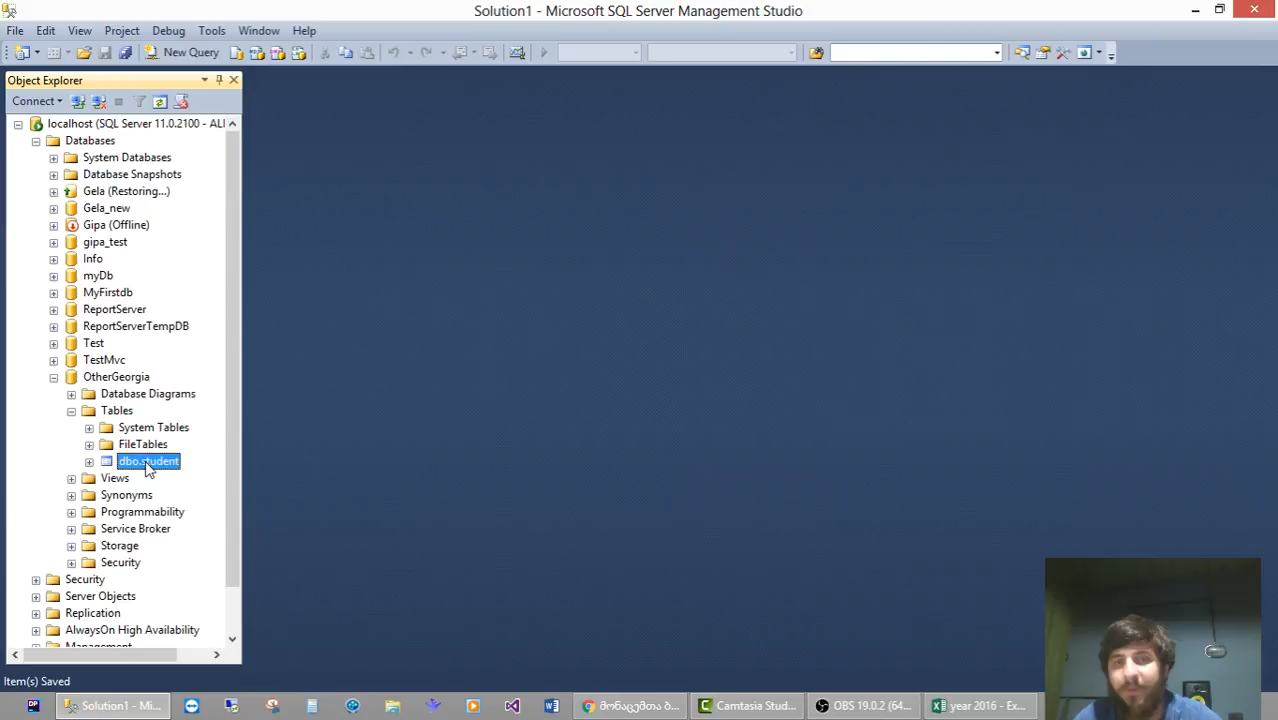 Solution1 - Microsoft SQL Server Management Studio
File Edit View Project Debug Tools Window Help
New Query
Object Explorer
Connect
localhost (SQL Server 11.0.2100 - ALI
Databases
System Databases
Database Snapshots
Gela (Restoring...)
Gela_new
Gipa (Offline)
gipa_test
Info
myDb
MyFirstdb
ReportServer
ReportServerTempDB
Test
TestMvc
OtherGeorgia
Database Diagrams
Tables
System Tables
FileTables
dbo.student
Views
Synonyms
Programmability
Service Broker
Storage
Security
Security
Server Objects
Replication
AlwaysOn High Availability
Management
Item(s) Saved
Solution1 - Mi...
მონაცემთა ბ...
Camtasia Stud...
OBS 19.0.2 (64...
year 2016 - Ex...